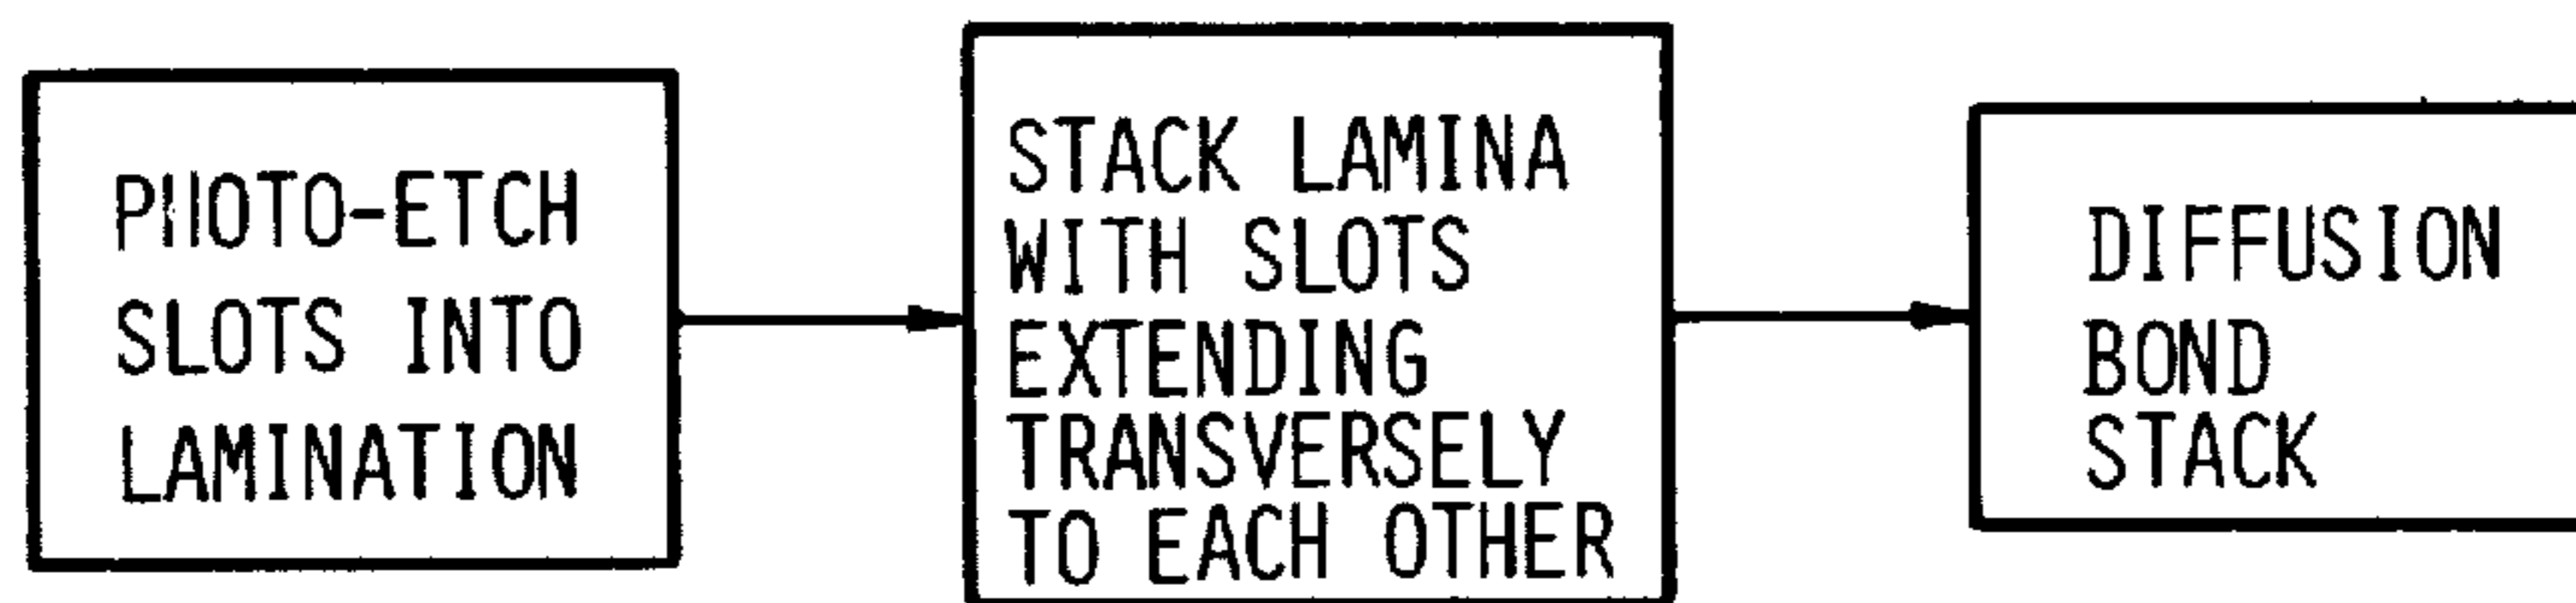 PHOTO-ETCH
SLOTS INTO
LAMINATION
STACK LAMINA
WITH SLOTS
EXTENDING
TRANSVERSELY
TO EACH OTHER
DIFFUSION
BOND
STACK